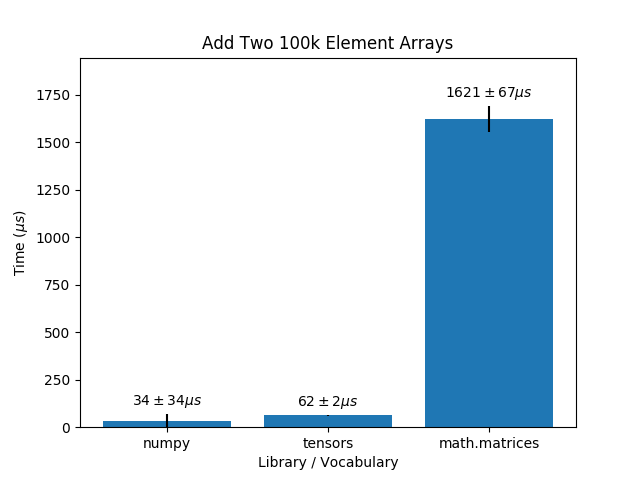 Add Two 100k Element Arrays
Time (μs)
1750
1500
1250
1000
750
500
250
0
34 ± 34μs
62 ± 2μs
1621 ± 67μs
numpy
tensors
math.matrices
Library / Vocabulary